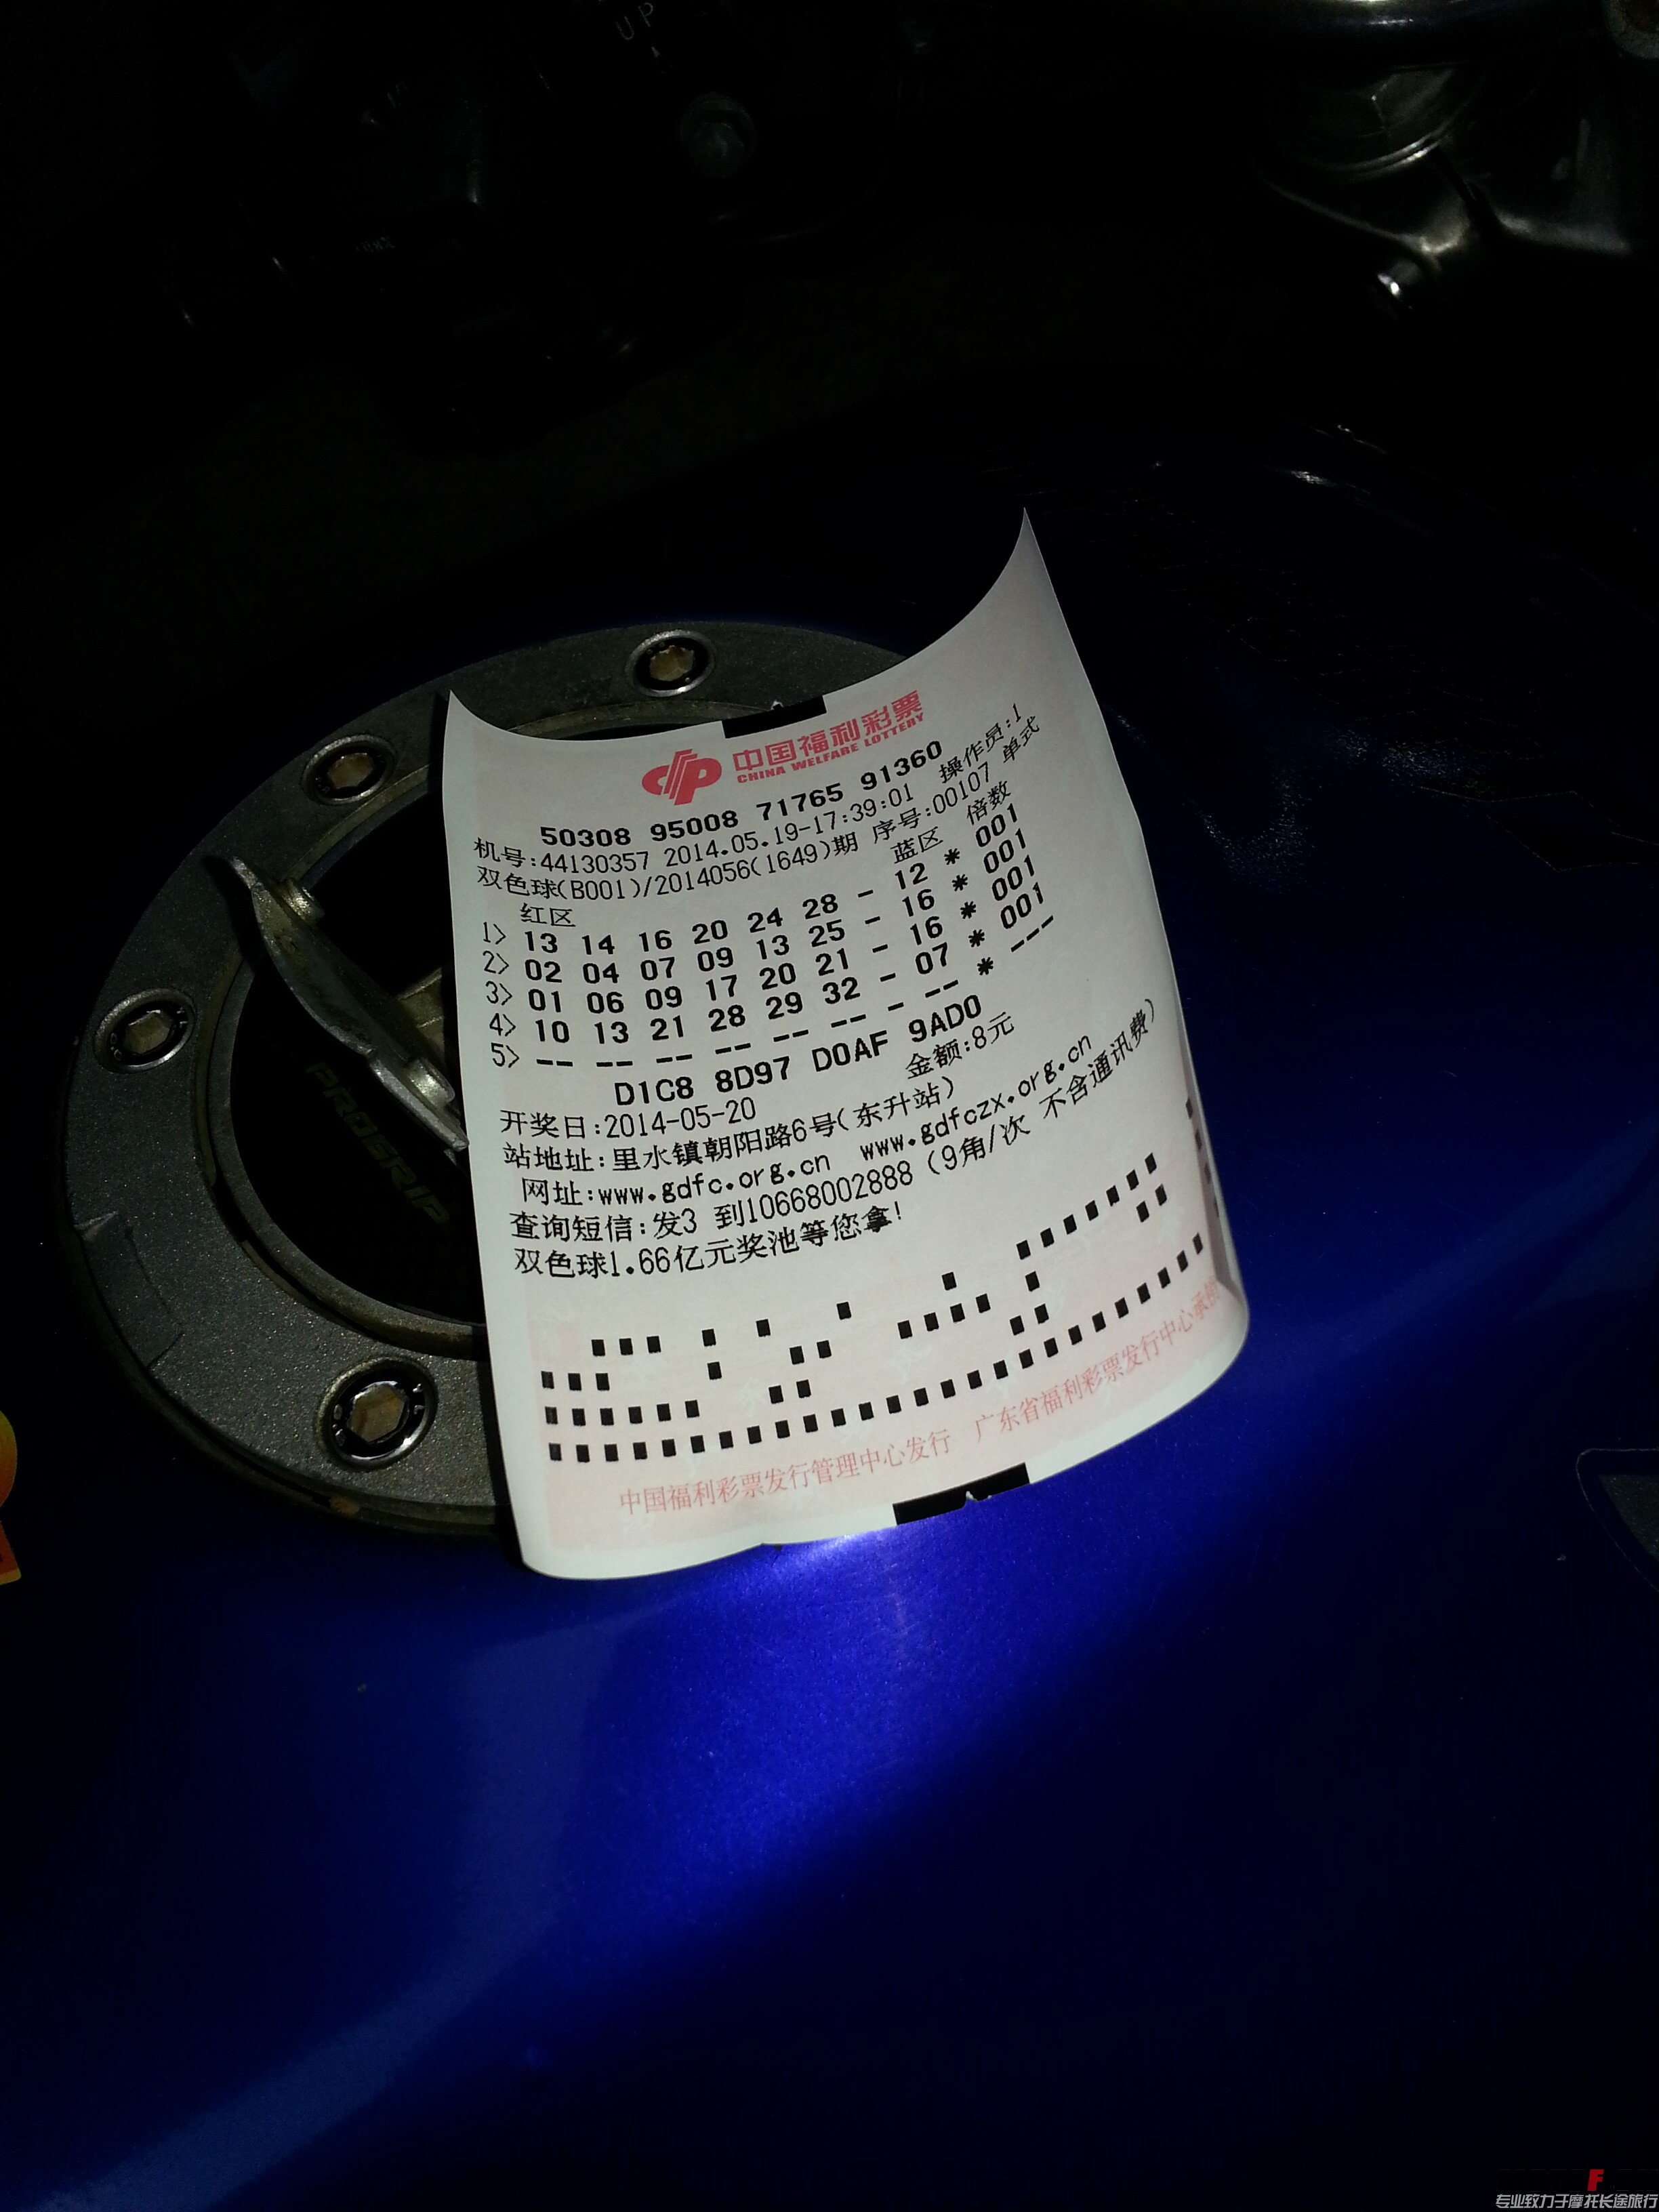 UP
中国福利彩票
CHINA WELFARE LOTTERY
50308 95008 71765 91360
机号:44130357 2014.05.19-17:39:01 操作员:1
双色球(B001)/2014056(1649)期 序号:00107 单式
红区 蓝区 倍数
1> 13 14 16 20 24 28 - 12 * 001
2> 02 04 07 09 13 25 - 16 * 001
3> 01 06 09 17 20 21 - 16 * 001
4> 10 13 21 28 29 32 - 07 * 001
5> -- -- -- -- -- -- - -- * ---
D1C8 8D97 D0AF 9AD0
开奖日:2014-05-20 金额:8元
站地址:里水镇朝阳路6号(东升站)
网址:www.gdfc.org.cn www.gdfczx.org.cn
查询短信:发3 到10668002888 (9角/次 不含通讯费)
双色球1.66亿元奖池等您拿!
中国福利彩票发行管理中心发行 广东省福利彩票发行中心承销
PROGRIP
专业致力于摩托长途旅行